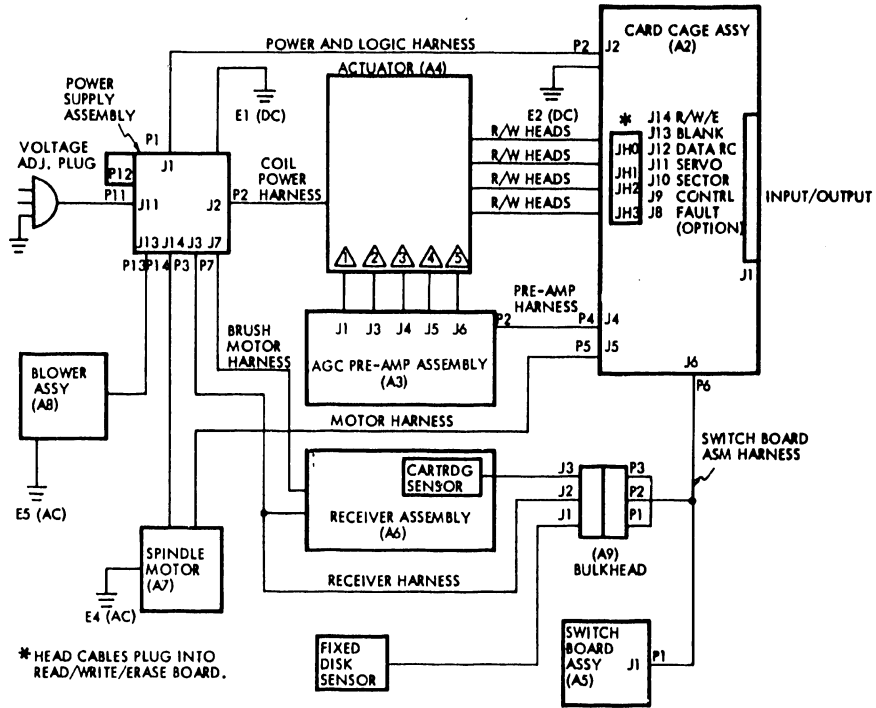 POWER AND LOGIC HARNESS
P2
J2
CARD CAGE ASSY
(A2)
ACTUATOR (A4)
POWER
SUPPLY
ASSEMBLY
E1 (DC)
E2 (DC)
P1
VOLTAGE
ADJ. PLUG
J1
P12
P11
J11
J2
P2
COIL
POWER
HARNESS
R/W HEADS
R/W HEADS
R/W HEADS
R/W HEADS
*
JH0
JH1
JH2
JH3
J14 R/W/E
J13 BLANK
J12 DATA RC
J11 SERVO
J10 SECTOR
J9 CONTRL
J8 FAULT
(OPTION)
INPUT/OUTPUT
J1
J13 J14 J3 J7
P13 P14 P3 P7
1 2 3 4 5
J1 J3 J4 J5 J6
P2
AGC PRE-AMP ASSEMBLY
(A3)
PRE-AMP
HARNESS
P4 J4
P5 J5
J6
P6
BRUSH
MOTOR
HARNESS
BLOWER
ASSY
(A8)
MOTOR HARNESS
SWITCH BOARD
ASM HARNESS
E5 (AC)
CARTRDG
SENSOR
RECEIVER ASSEMBLY
(A6)
J3
J2
J1
P3
P2
P1
(A9)
BULKHEAD
SPINDLE
MOTOR
(A7)
E4 (AC)
RECEIVER HARNESS
FIXED
DISK
SENSOR
SWITCH
BOARD
ASSY
(A5)
J1
P1
*HEAD CABLES PLUG INTO
READ/WRITE/ERASE BOARD.